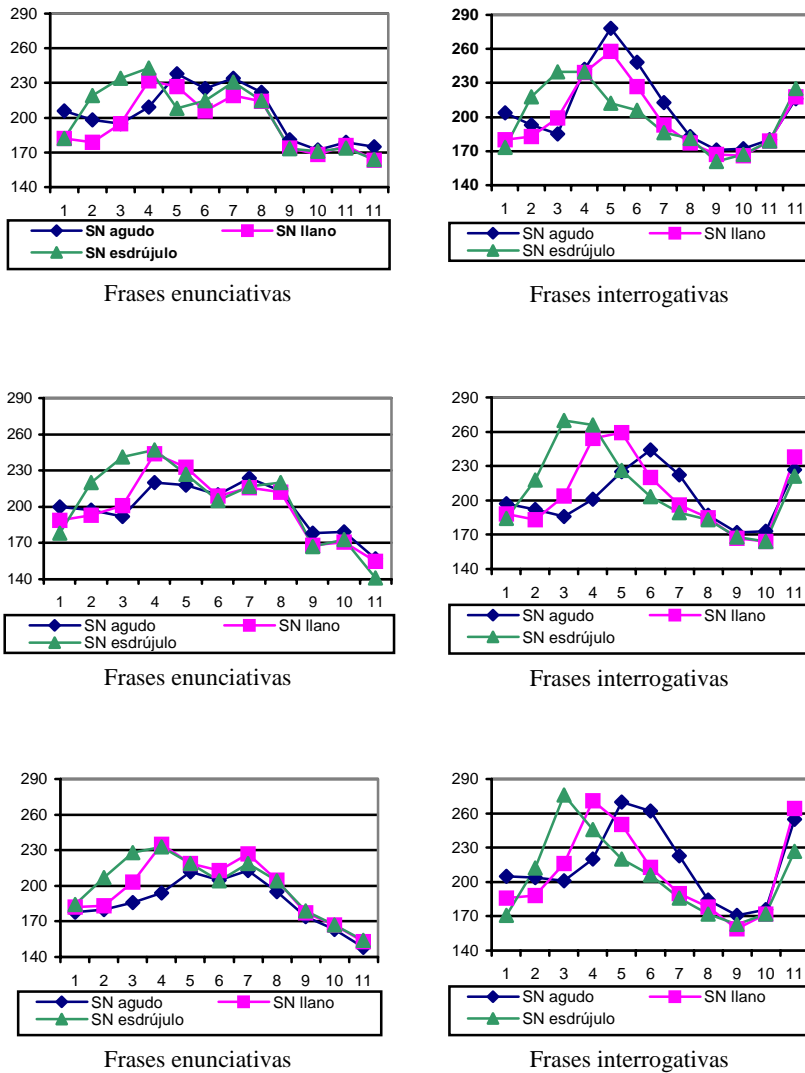 290
260
230
200
170
140
1 2 3 4 5 6 7 8 9 10 11 11
SN agudo SN llano
SN esdrújulo
Frases enunciativas
290
260
230
200
170
140
1 2 3 4 5 6 7 8 9 10 11 11
SN agudo SN llano
SN esdrújulo
Frases interrogativas
290
260
230
200
170
140
1 2 3 4 5 6 7 8 9 10 11
SN agudo SN llano
SN esdrújulo
Frases enunciativas
290
260
230
200
170
140
1 2 3 4 5 6 7 8 9 10 11
SN agudo SN llano
SN esdrújulo
Frases interrogativas
290
260
230
200
170
140
1 2 3 4 5 6 7 8 9 10 11
SN agudo SN llano
SN esdrújulo
Frases enunciativas
290
260
230
200
170
140
1 2 3 4 5 6 7 8 9 10 11
SN agudo SN llano
SN esdrújulo
Frases interrogativas